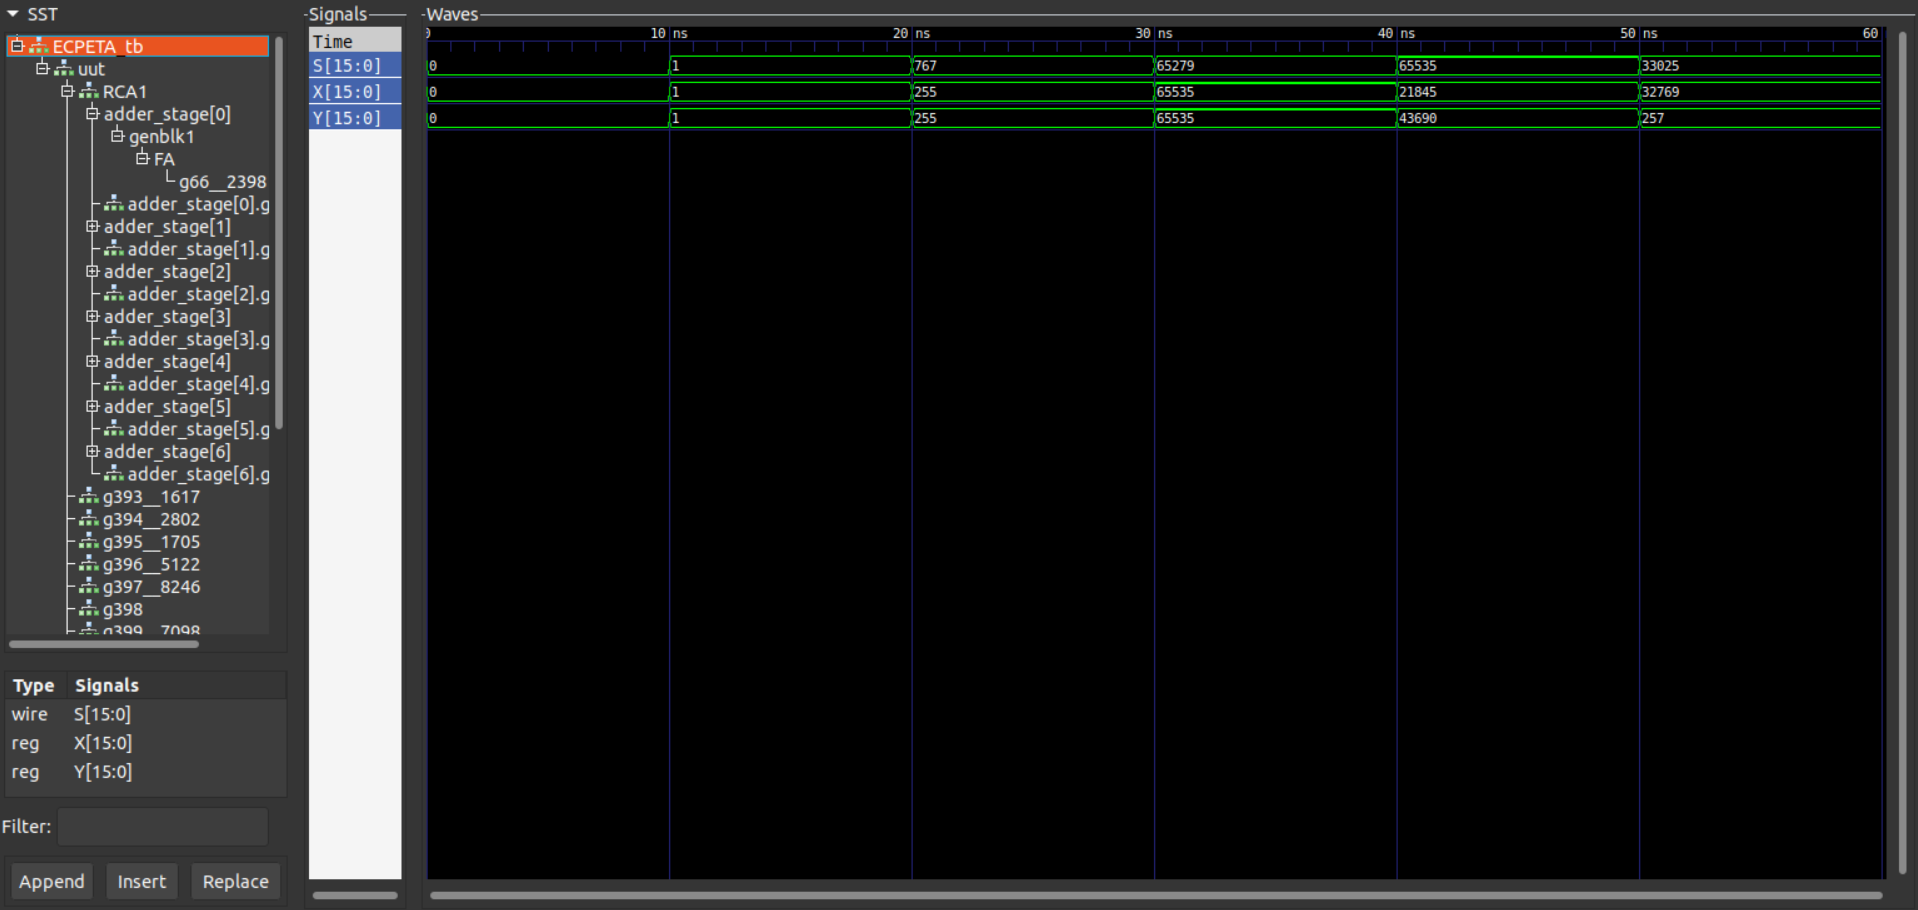 SST
ECPETA_tb
uut
RCA1
adder_stage[0]
genblk1
FA
g66__2398
adder_stage[0].g
adder_stage[1]
adder_stage[1].g
adder_stage[2]
adder_stage[2].g
adder_stage[3]
adder_stage[3].g
adder_stage[4]
adder_stage[4].g
adder_stage[5]
adder_stage[5].g
adder_stage[6]
adder_stage[6].g
g393__1617
g394__2802
g395__1705
g396__5122
g397__8246
g398
g399__7098
Type Signals
wire S[15:0]
reg X[15:0]
reg Y[15:0]
Filter:
Append Insert Replace
Signals
Time
S[15:0]
X[15:0]
Y[15:0]
Waves
0 10 ns 20 ns 30 ns 40 ns 50 ns 60
0 1 767 65279 65535 33025
0 1 255 65535 21845 32769
0 1 255 65535 43690 257